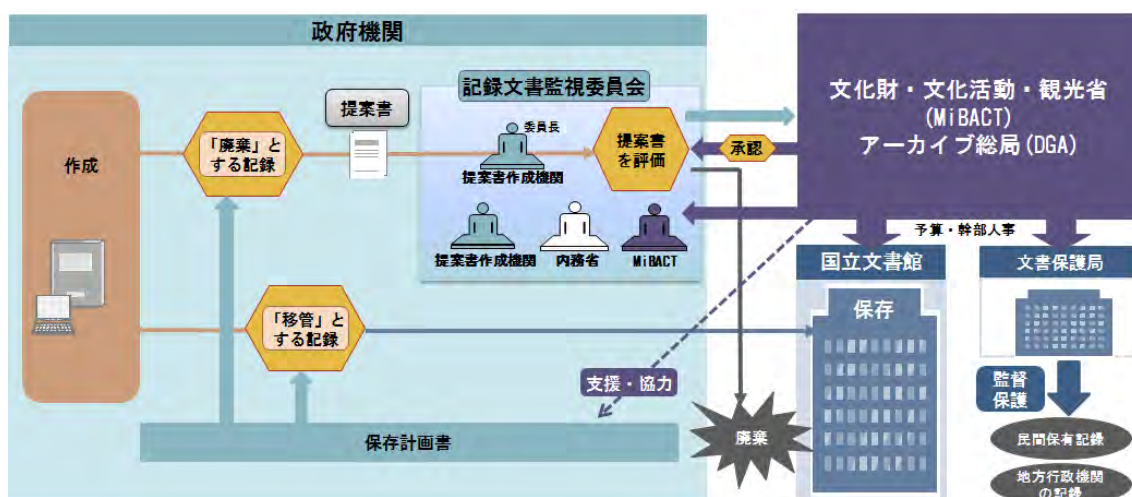 政府機関
作成
「廃棄」と
する記録
提案書
記録文書監視委員会
委員長
提案書作成機関
提案書
を評価
提案書作成機関
内務省
MiBACT
承認
文化財・文化活動・観光省
(MiBACT)
アーカイブ総局(DGA)
予算・幹部人事
国立文書館
保存
文書保護局
監督
保護
民間保有記録
地方行政機関
の記録
「移管」と
する記録
支援・協力
廃棄
保存計画書